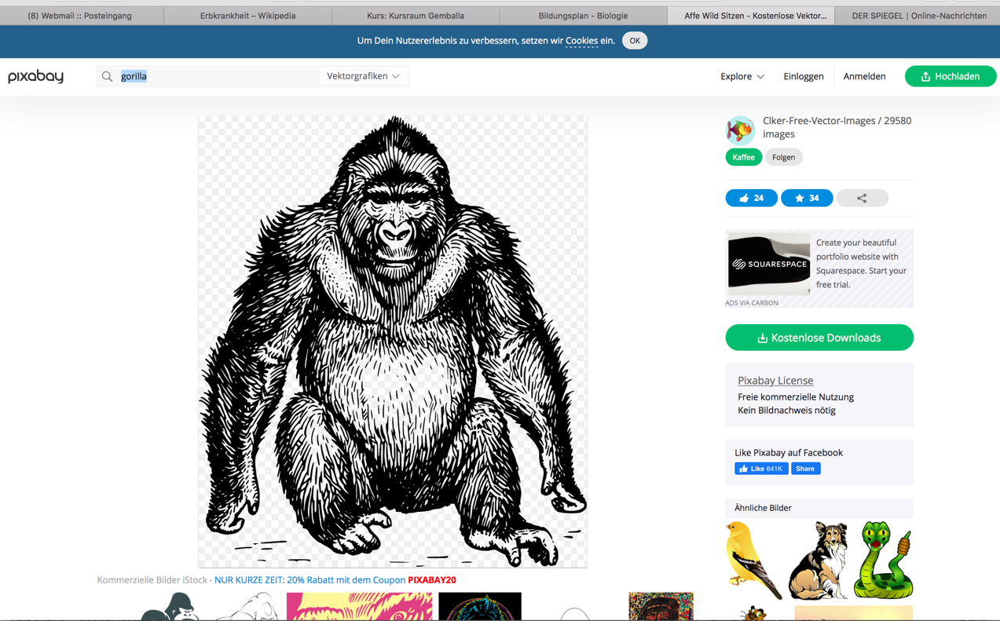 (8) Webmail :: Posteingang
Erbkrankheit – Wikipedia
Kurs: Kursraum Gemballa
Bildungsplan - Biologie
Affe Wild Sitzen - Kostenlose Vektor...
DER SPIEGEL | Online-Nachrichten
Um Dein Nutzererlebnis zu verbessern, setzen wir Cookies ein.
OK
pixabay
gorilla
Vektorgrafiken
Explore
Einloggen
Anmelden
Hochladen
Clker-Free-Vector-Images / 29580
images
Kaffee
Folgen
24
34
SQUARESPACE
Create your beautiful
portfolio website with
Squarespace. Start your
free trial.
ADS VIA CARBON
Kostenlose Downloads
Pixabay License
Freie kommerzielle Nutzung
Kein Bildnachweis nötig
Like Pixabay auf Facebook
Like 641K
Share
Ähnliche Bilder
Kommerzielle Bilder iStock - NUR KURZE ZEIT: 20% Rabatt mit dem Coupon PIXABAY20